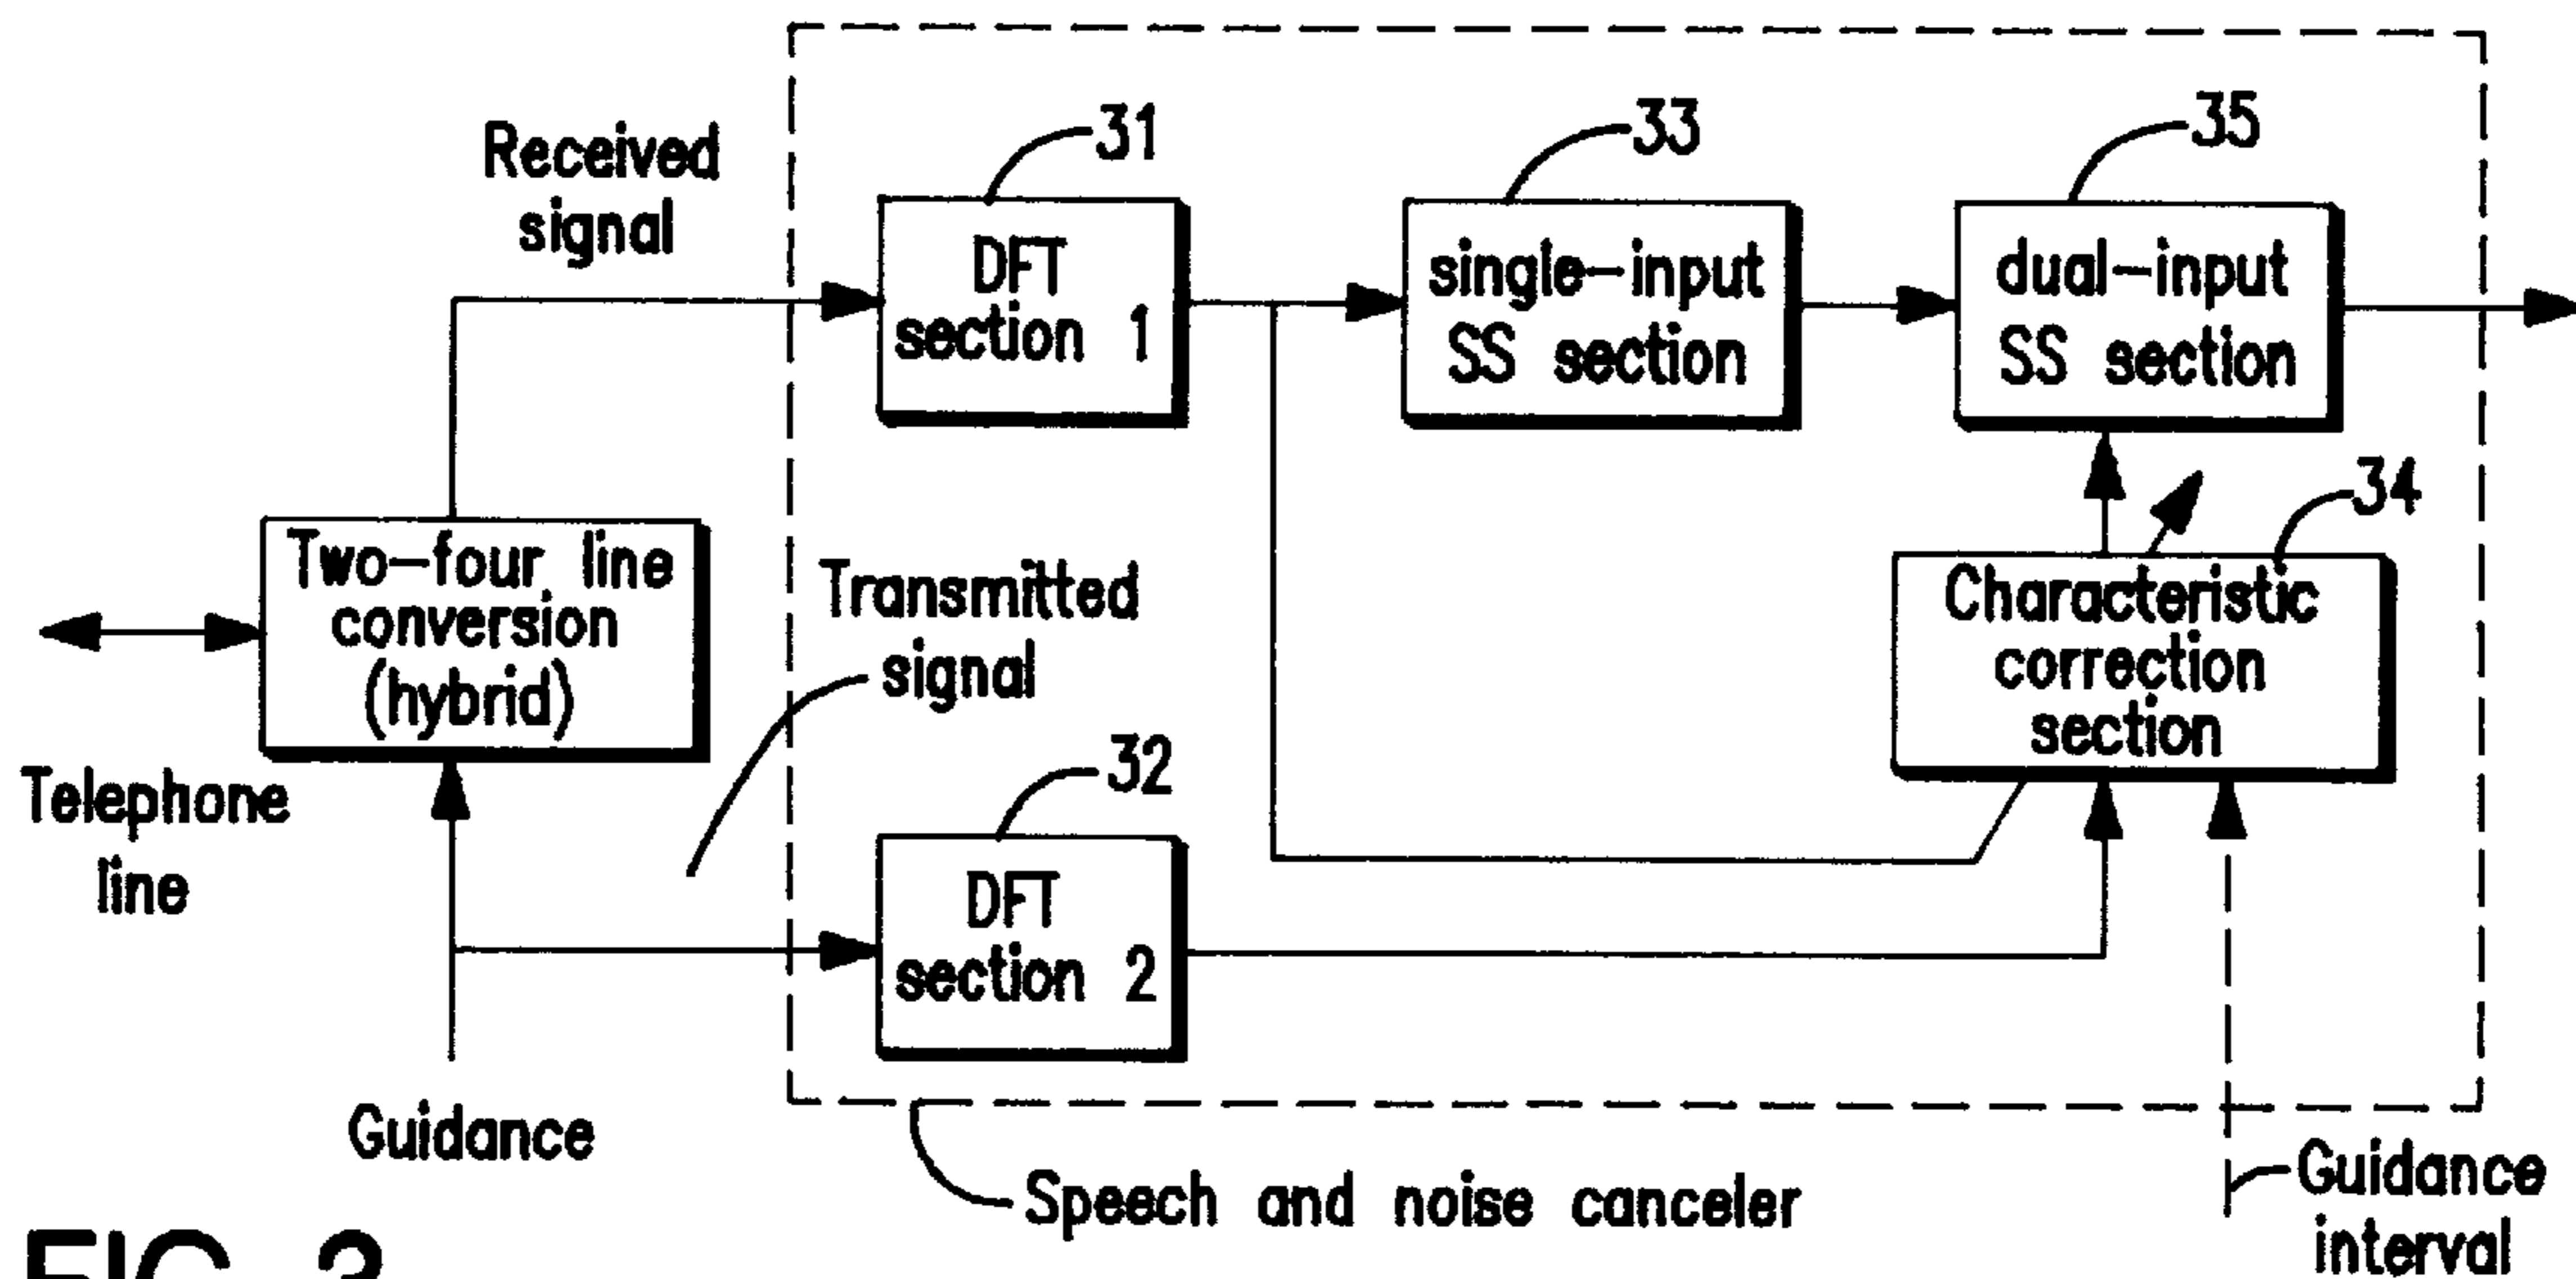 Received
signal
31
DFT
section 1
33
single-input
SS section
35
dual-input
SS section
34
Characteristic
correction
section
Two-four line
conversion
(hybrid)
Transmitted
signal
Telephone
line
32
DFT
section 2
Guidance
Speech and noise canceler
Guidance
interval
FIG. 3